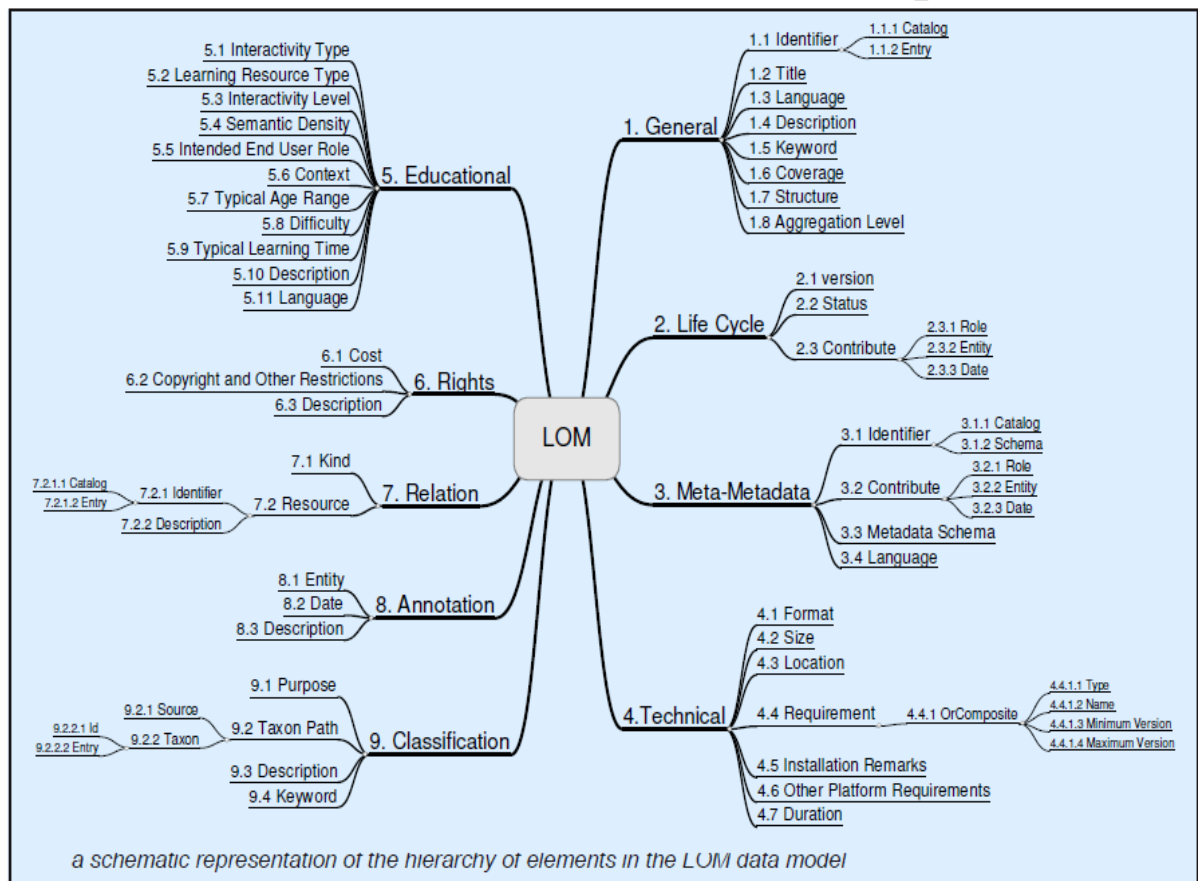 LOM
1. General
1.1 Identifier
1.1.1 Catalog
1.1.2 Entry
1.2 Title
1.3 Language
1.4 Description
1.5 Keyword
1.6 Coverage
1.7 Structure
1.8 Aggregation Level
2. Life Cycle
2.1 version
2.2 Status
2.3 Contribute
2.3.1 Role
2.3.2 Entity
2.3.3 Date
3. Meta-Metadata
3.1 Identifier
3.1.1 Catalog
3.1.2 Schema
3.2 Contribute
3.2.1 Role
3.2.2 Entity
3.2.3 Date
3.3 Metadata Schema
3.4 Language
4.Technical
4.1 Format
4.2 Size
4.3 Location
4.4 Requirement
4.4.1 OrComposite
4.4.1.1 Type
4.4.1.2 Name
4.4.1.3 Minimum Version
4.4.1.4 Maximum Version
4.5 Installation Remarks
4.6 Other Platform Requirements
4.7 Duration
5. Educational
5.1 Interactivity Type
5.2 Learning Resource Type
5.3 Interactivity Level
5.4 Semantic Density
5.5 Intended End User Role
5.6 Context
5.7 Typical Age Range
5.8 Difficulty
5.9 Typical Learning Time
5.10 Description
5.11 Language
6. Rights
6.1 Cost
6.2 Copyright and Other Restrictions
6.3 Description
7. Relation
7.1 Kind
7.2 Resource
7.2.1 Identifier
7.2.1.1 Catalog
7.2.1.2 Entry
7.2.2 Description
8. Annotation
8.1 Entity
8.2 Date
8.3 Description
9. Classification
9.1 Purpose
9.2 Taxon Path
9.2.1 Source
9.2.2 Taxon
9.2.2.1 Id
9.2.2.2 Entry
9.3 Description
9.4 Keyword
a schematic representation of the hierarchy of elements in the LOM data model